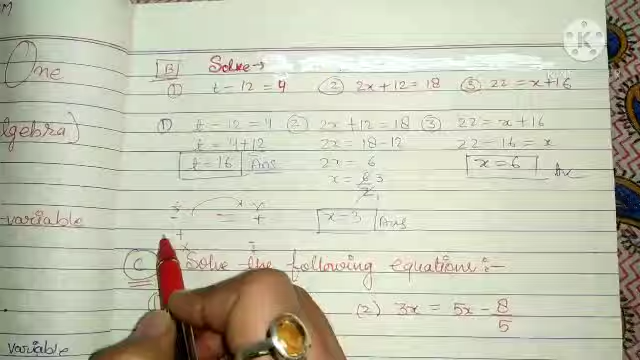 One
[B] Solve →
① t - 12 = 4 ② 2x + 12 = 18 ③ 22 = x + 16
lgebra)
① t - 12 = 4 ② 2x + 12 = 18 ③ 22 = x + 16
t = 4 + 12 2x = 18 - 12 22 - 16 = x
t = 16 Ans 2x = 6 x = 6
x = 6/2 3
variable
x - 3 Ans
C Solve the following equations :-
(2) 3x = 5x - 8/5
variable
K